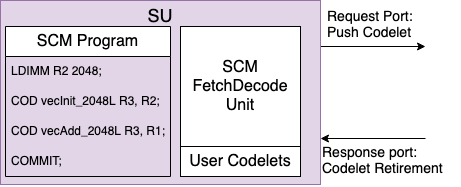 SU
SCM Program
LDIMM R2 2048;
COD vecInit_2048L R3, R2;
COD vecAdd_2048L R3, R1;
COMMIT;
SCM
FetchDecode
Unit
User Codelets
Request Port:
Push Codelet
Response port:
Codelet Retirement